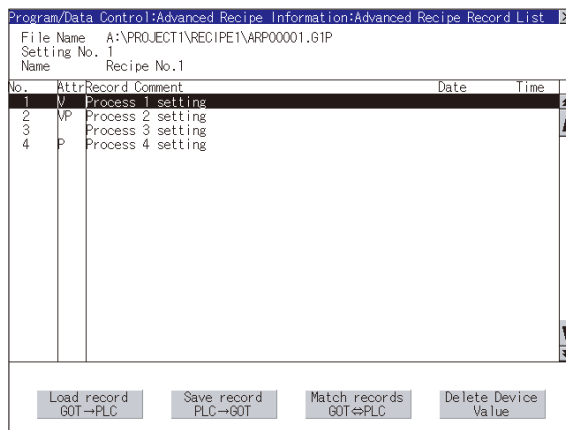 Program/Data Control:Advanced Recipe Information:Advanced Recipe Record List
File Name A:\PROJECT1\RECIPE1\ARP00001.G1P
Setting No. 1
Name Recipe No.1
No. Attr Record Comment Date Time
1 V Process 1 setting
2 VP Process 2 setting
3 Process 3 setting
4 P Process 4 setting
Load record Save record Match records Delete Device
GOT→PLC PLC→GOT GOT⇔PLC Value